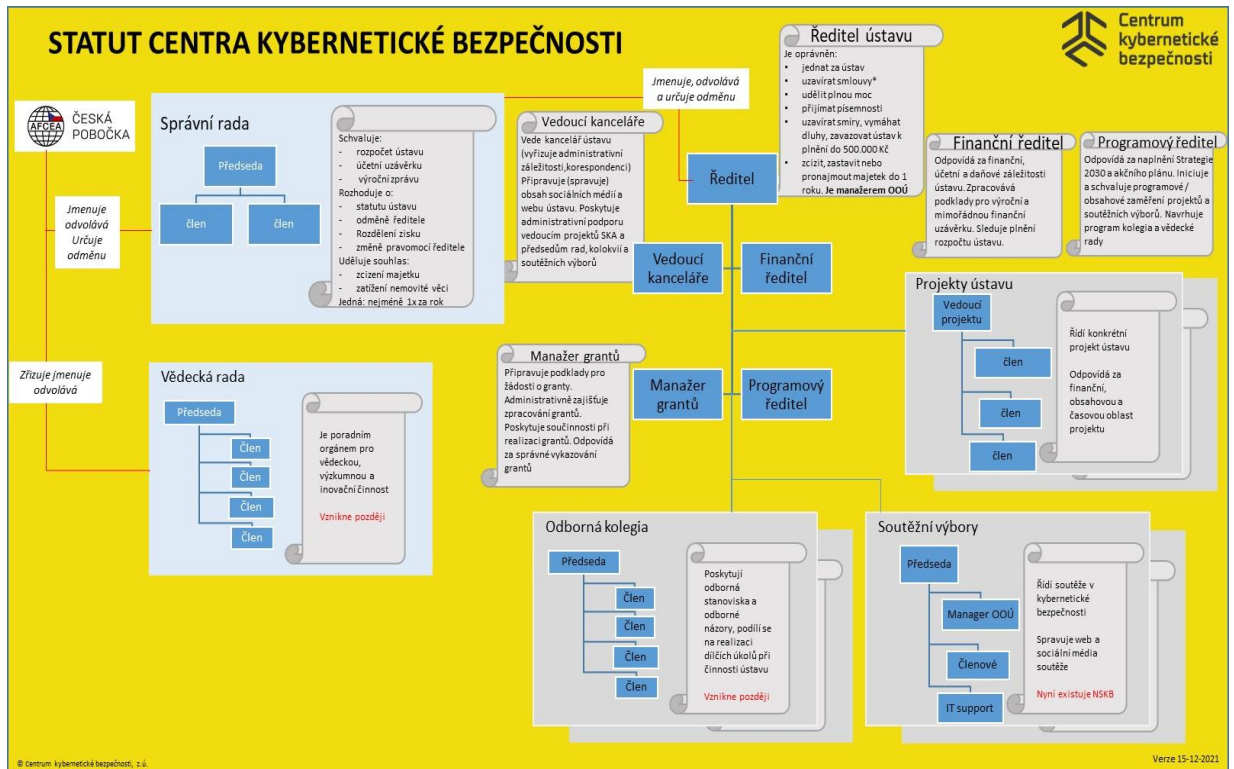 STATUT CENTRA KYBERNETICKÉ BEZPEČNOSTI
Centrum
kybernetické
bezpečnosti
AFCEA
ČESKÁ
POBOČKA
Jmenuje
odvolává
Určuje
odměnu
Zřizuje jmenuje
odvolává
Správní rada
Předseda
člen
člen
Schvaluje:
- rozpočet ústavu
- účetní uzávěrku
- výroční zprávu
Rozhoduje o:
- statutu ústavu
- odměně ředitele
- Rozdělení zisku
- změně pravomocí ředitele
Uděluje souhlas:
- zcizení majetku
- zatížení nemovité věci
Jedná: nejméně 1x za rok
Jmenuje, odvolává
a určuje odměnu
Ředitel ústavu
Je oprávněn:
• jednat za ústav
• uzavírat smlouvy*
• udělit plnou moc
• přijímat písemnosti
• uzavírat smíry, vymáhat
dluhy, zavazovat ústav k
plnění do 500.000 Kč
• zcizit, zastavit nebo
pronajmout majetek do 1
roku. Je manažerem OOÚ
Vedoucí kanceláře
Vede kancelář ústavu
(vyřizuje administrativní
záležitosti,korespondenci)
Připravuje (spravuje)
obsah sociálních médií a
webu ústavu. Poskytuje
administrativní podporu
vedoucím projektů SKA a
předsedům rad, kolokvií a
soutěžních výborů
Finanční ředitel
Odpovídá za finanční,
účetní a daňové záležitosti
ústavu. Zpracovává
podklady pro výroční a
mimořádnou finanční
uzávěrku. Sleduje plnění
rozpočtu ústavu.
Programový ředitel
Odpovídá za naplnění Strategie
2030 a akčního plánu. Iniciuje
a schvaluje programové /
obsahové zaměření projektů a
soutěžních výborů. Navrhuje
program kolegia a vědecké
rady
Ředitel
Vedoucí
kanceláře
Finanční
ředitel
Manažer
grantů
Programový
ředitel
Manažer grantů
Připravuje podklady pro
žádosti o granty.
Administrativně zajišťuje
zpracování grantů.
Poskytuje součinnosti při
realizaci grantů. Odpovídá
za správné vykazování
grantů
Projekty ústavu
Vedoucí
projektu
člen
člen
člen
Řídí konkrétní
projekt ústavu
Odpovídá za
finanční,
obsahovou a
časovou oblast
projektu
Vědecká rada
Předseda
Člen
Člen
Člen
Člen
Je poradním
orgánem pro
vědeckou,
výzkumnou a
inovační činnost
Vznikne později
Odborná kolegia
Předseda
Člen
Člen
Člen
Člen
Poskytují
odborná
stanoviska a
odborné
názory, podílí se
na realizaci
dílčích úkolů při
činnosti ústavu
Vznikne později
Soutěžní výbory
Předseda
Manager OOÚ
Členové
IT support
Řídí soutěže v
kybernetické
bezpečnosti
Spravuje web a
sociální média
soutěže
Nyní existuje NSKB
© Centrum kybernetické bezpečnosti, z.ú.
Verze 15-12-2021